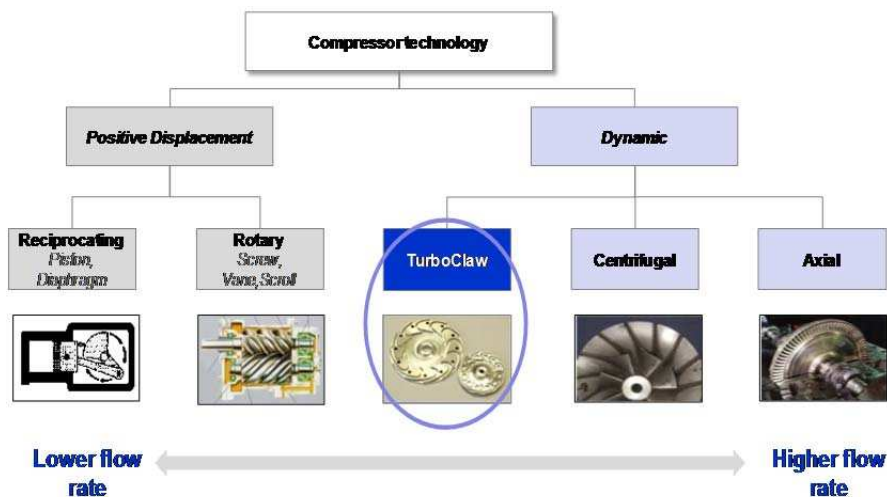 Compressor technology
Positive Displacement
Dynamic
Reciprocating
Piston,
Diaphragm
Rotary
Screw,
Vane, Scroll
TurboClaw
Centrifugal
Axial
Lower flow
rate
Higher flow
rate